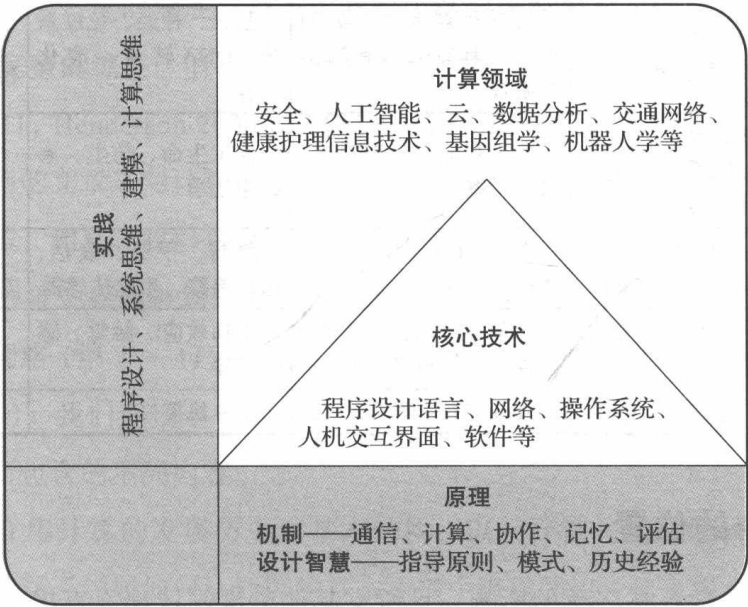 实践
程序设计、系统思维、建模、计算思维
计算领域
安全、人工智能、云、数据分析、交通网络、
健康护理信息技术、基因组学、机器人学等
核心技术
程序设计语言、网络、操作系统、
人机交互界面、软件等
原理
机制——通信、计算、协作、记忆、评估
设计智慧——指导原则、模式、历史经验